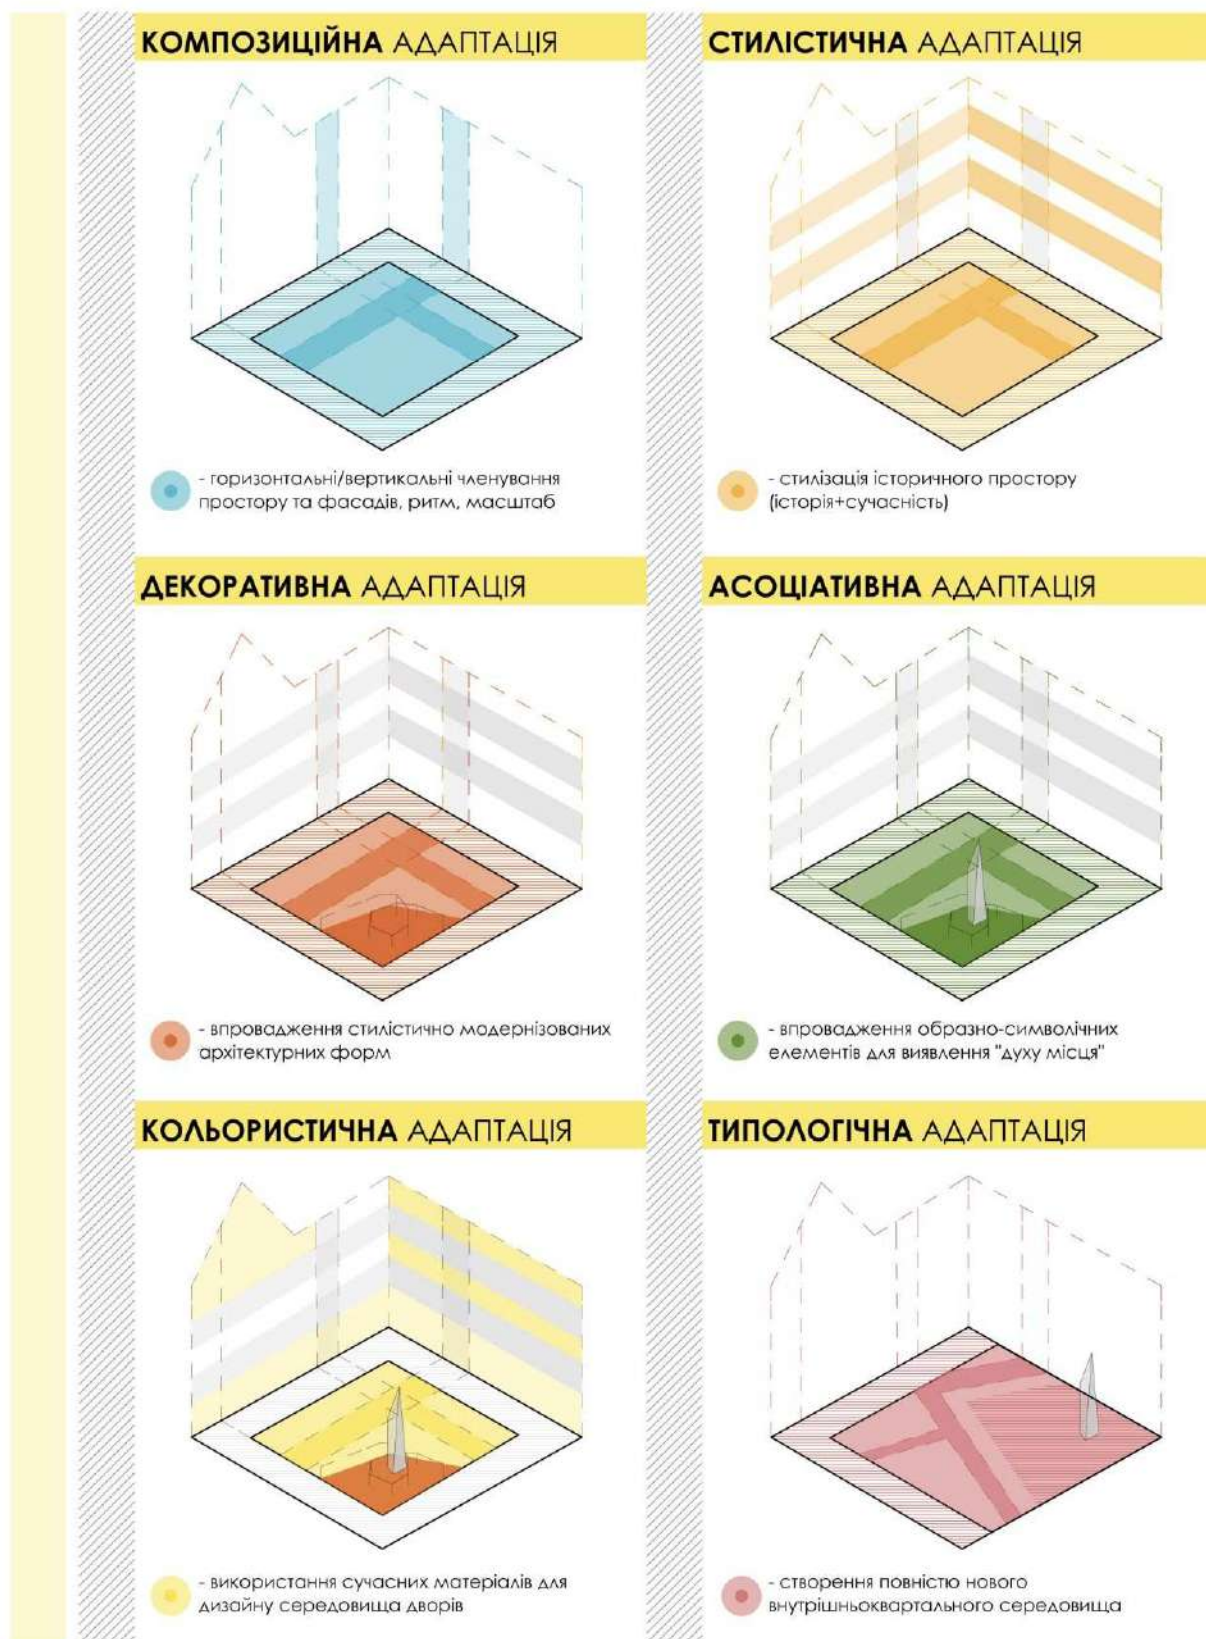 КОМПОЗИЦІЙНА АДАПТАЦІЯ
- горизонтальні/вертикальні членування
простору та фасадів, ритм, масштаб
СТИЛІСТИЧНА АДАПТАЦІЯ
- стилізація історичного простору
(історія+сучасність)
ДЕКОРАТИВНА АДАПТАЦІЯ
- впровадження стилістично модернізованих
архітектурних форм
АСОЦІАТИВНА АДАПТАЦІЯ
- впровадження образно-символічних
елементів для виявлення "духу місця"
КОЛЬОРИСТИЧНА АДАПТАЦІЯ
- використання сучасних матеріалів для
дизайну середовища дворів
ТИПОЛОГІЧНА АДАПТАЦІЯ
- створення повністю нового
внутрішньоквартального середовища